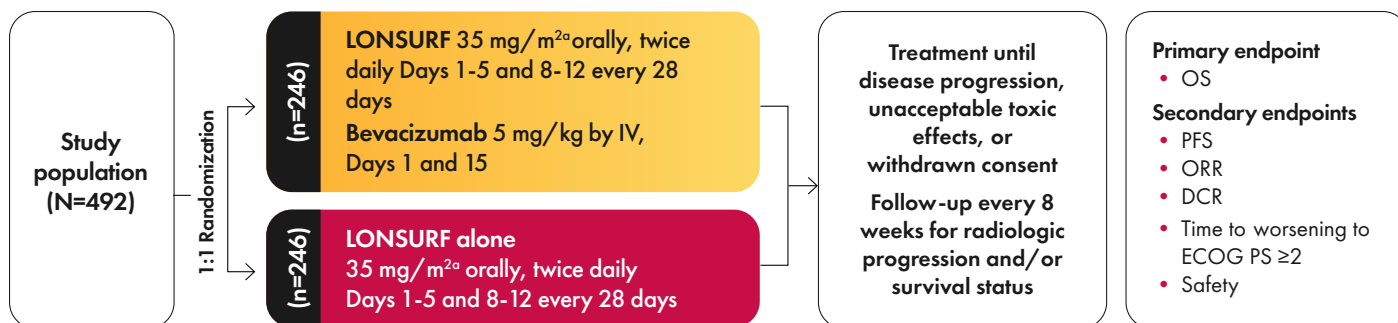 Study
population
(N=492)
1:1 Randomization
(n=246)
LONSURF 35 mg/m²ᵃ orally, twice
daily Days 1-5 and 8-12 every 28
days
Bevacizumab 5 mg/kg by IV,
Days 1 and 15
(n=246)
LONSURF alone
35 mg/m²ᵃ orally, twice daily
Days 1-5 and 8-12 every 28 days
Treatment until
disease progression,
unacceptable toxic
effects, or
withdrawn consent
Follow-up every 8
weeks for radiologic
progression and/or
survival status
Primary endpoint
• OS
Secondary endpoints
• PFS
• ORR
• DCR
• Time to worsening to
ECOG PS ≥2
• Safety